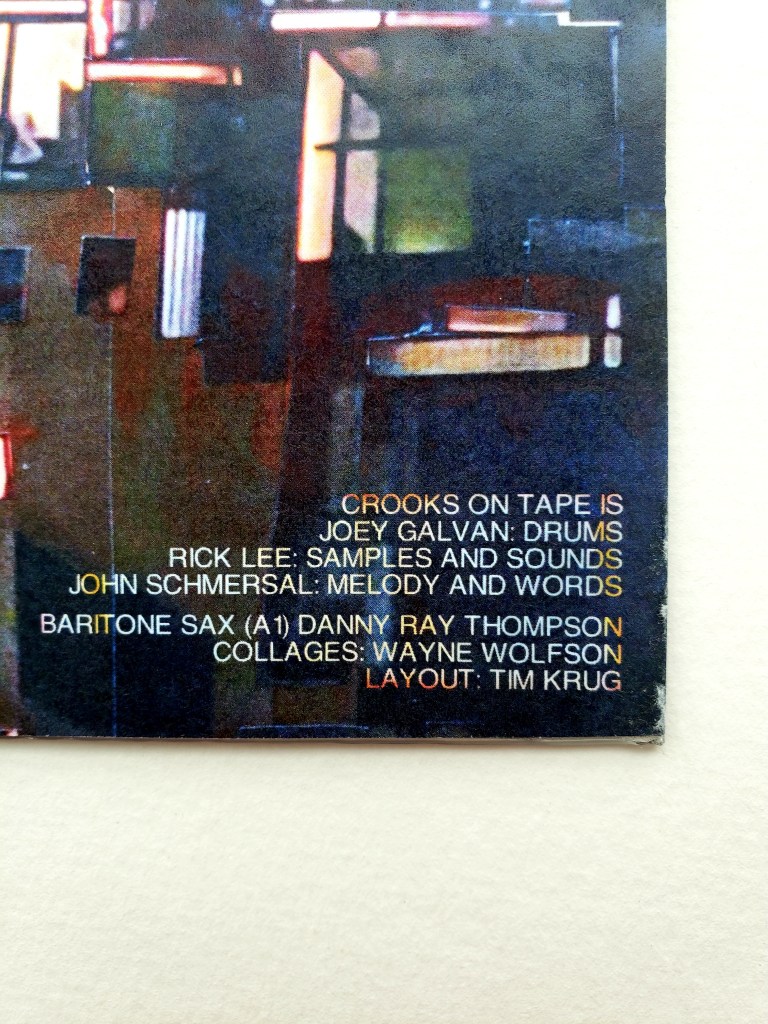 CROOKS ON TAPE IS
JOEY GALVAN: DRUMS
RICK LEE: SAMPLES AND SOUNDS
JOHN SCHMERSAL: MELODY AND WORDS
BARITONE SAX (A1) DANNY RAY THOMPSON
COLLAGES: WAYNE WOLFSON
LAYOUT: TIM KRUG